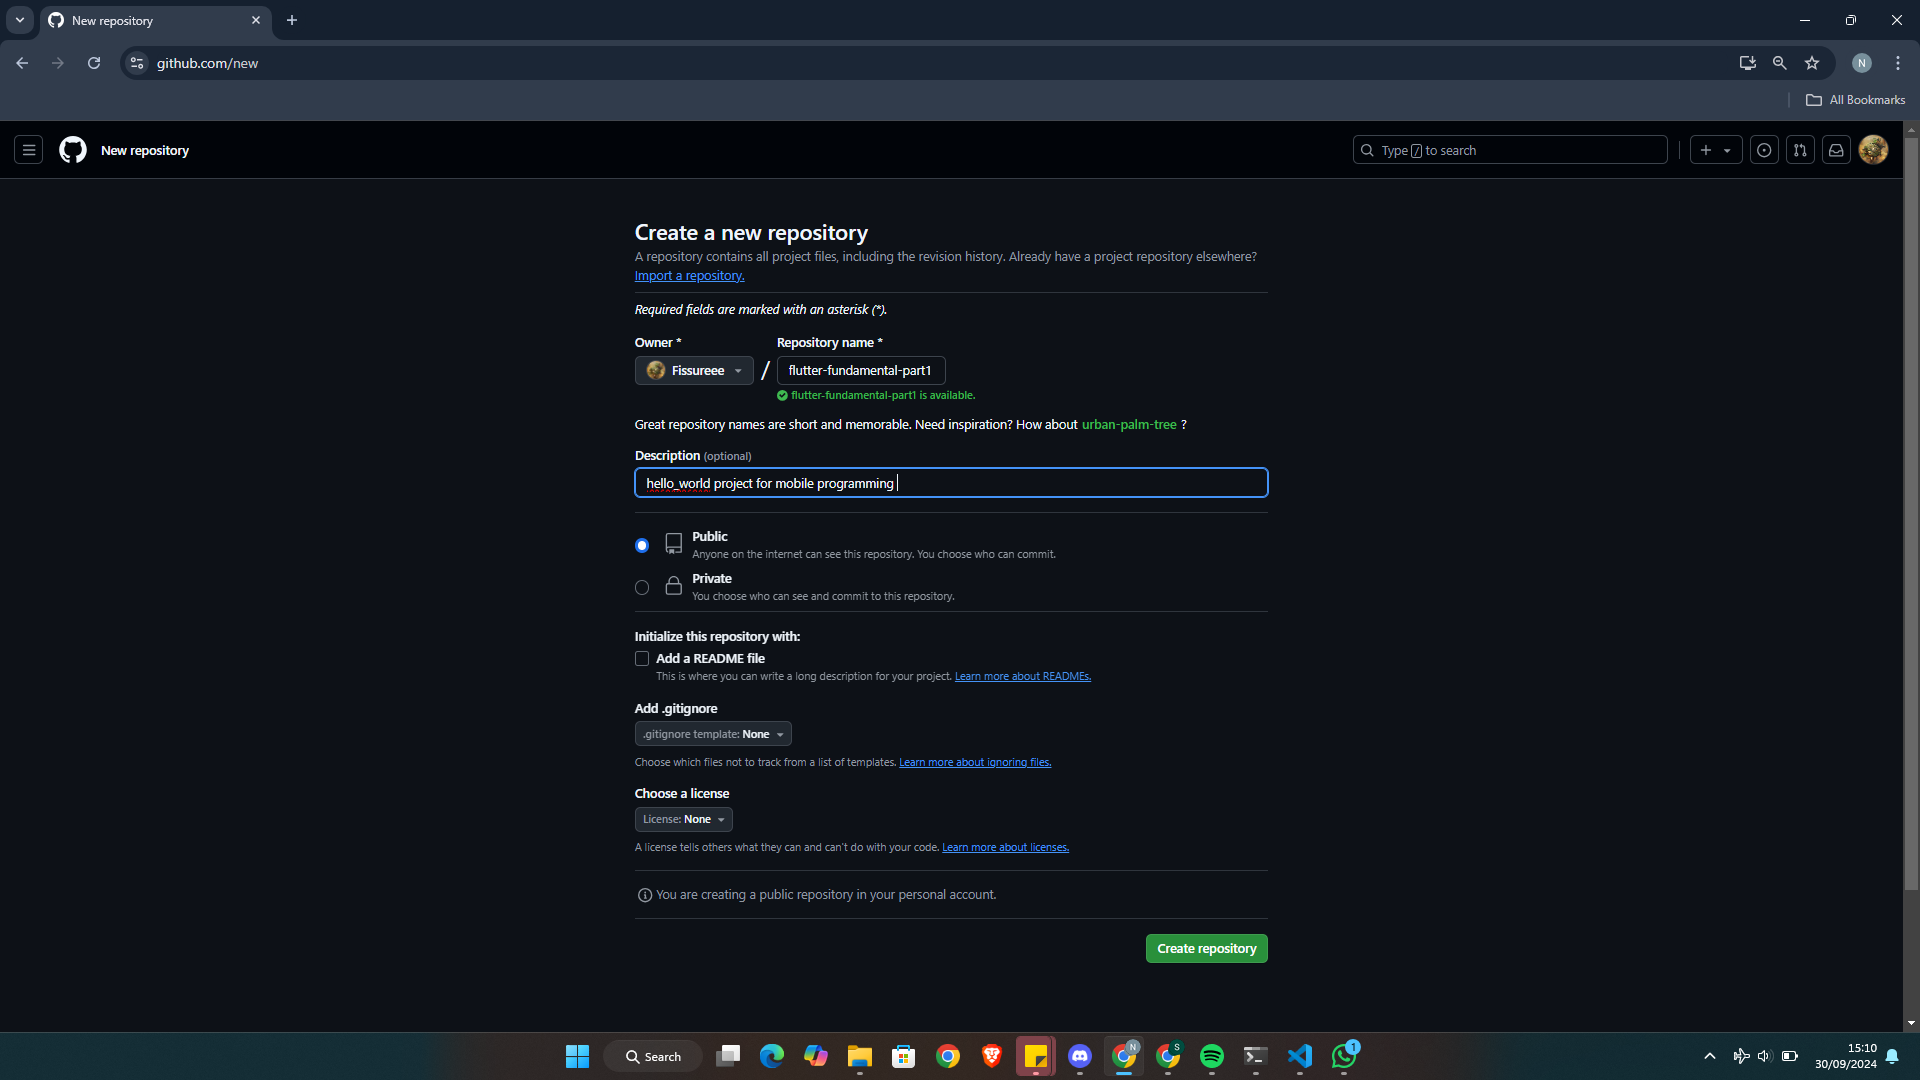 New repository
github.com/new
N
All Bookmarks
New repository
Type / to search
Create a new repository
A repository contains all project files, including the revision history. Already have a project repository elsewhere?
Import a repository.
Required fields are marked with an asterisk (*).
Owner *
Repository name *
Fissureee
/
flutter-fundamental-part1
flutter-fundamental-part1 is available.
Great repository names are short and memorable. Need inspiration? How about urban-palm-tree ?
Description (optional)
hello_world project for mobile programming
Public
Anyone on the internet can see this repository. You choose who can commit.
Private
You choose who can see and commit to this repository.
Initialize this repository with:
Add a README file
This is where you can write a long description for your project. Learn more about READMEs.
Add .gitignore
.gitignore template: None
Choose which files not to track from a list of templates. Learn more about ignoring files.
Choose a license
License: None
A license tells others what they can and can't do with your code. Learn more about licenses.
You are creating a public repository in your personal account.
Create repository
Search
N
S
1
15:10
30/09/2024